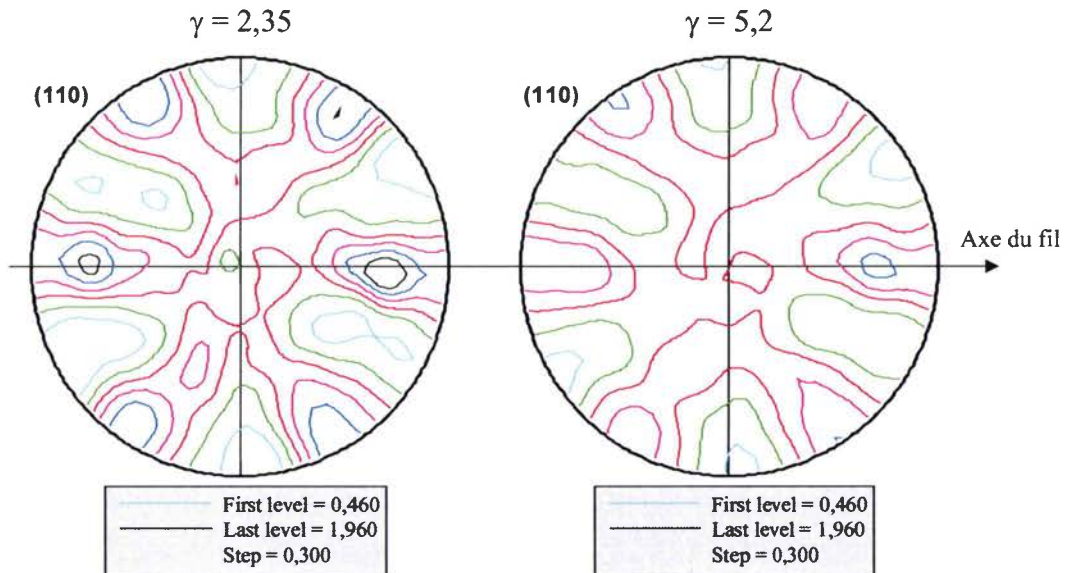 γ = 2,35
γ = 5,2
(110)
(110)
Axe du fil
First level = 0,460
Last level = 1,960
Step = 0,300
First level = 0,460
Last level = 1,960
Step = 0,300